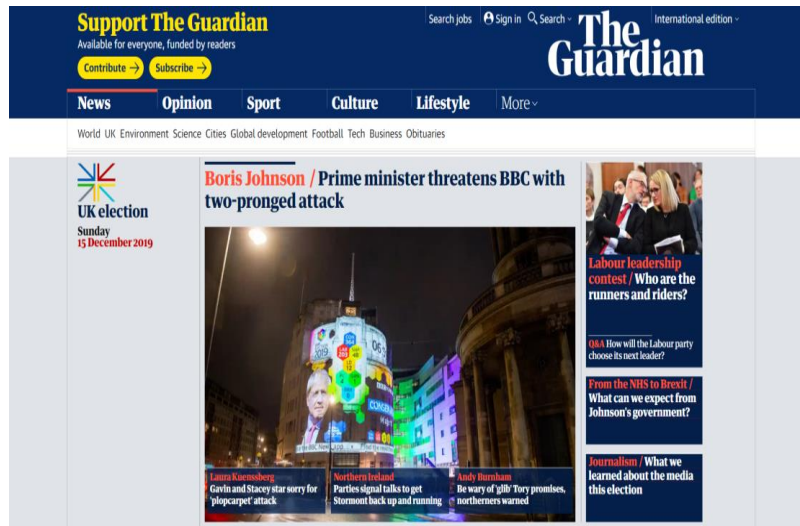 Support The Guardian
Available for everyone, funded by readers
Contribute →
Subscribe →
Search jobs
Sign in
Search
International edition
The
Guardian
News
Opinion
Sport
Culture
Lifestyle
More
World UK Environment Science Cities Global development Football Tech Business Obituaries
UK election
Sunday
15 December 2019
Boris Johnson / Prime minister threatens BBC with
two-pronged attack
2019
CONSER
Laura Kuenssberg
Gavin and Stacey star sorry for
'plopcarpet' attack
Northern Ireland
Parties signal talks to get
Stormont back up and running
Andy Burnham
Be wary of 'glib' Tory promises,
northerners warned
Labour leadership
contest / Who are the
runners and riders?
Q&A How will the Labour party
choose its next leader?
From the NHS to Brexit /
What can we expect from
Johnson's government?
Journalism / What we
learned about the media
this election